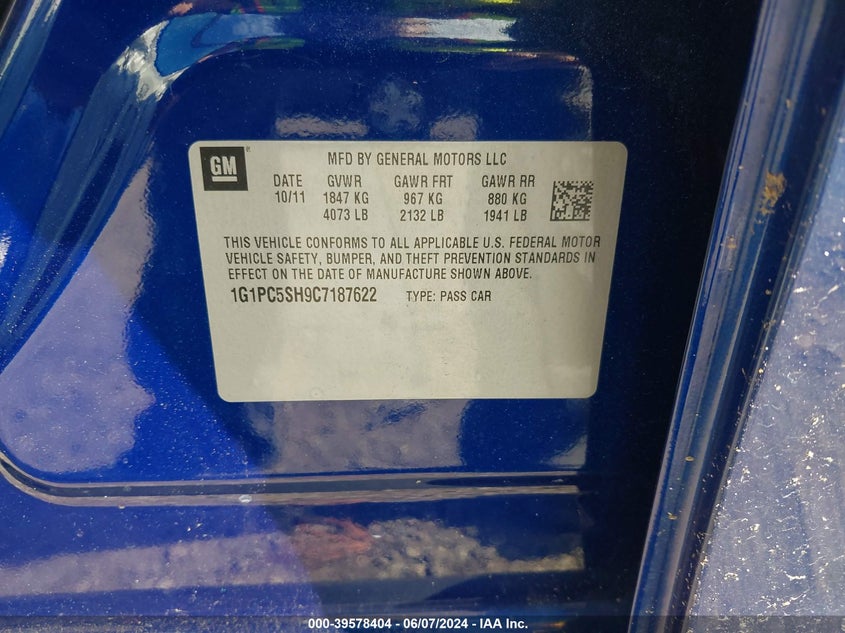 GM
MFD BY GENERAL MOTORS LLC
DATE GVWR GAWR FRT GAWR RR
10/11 1847 KG 967 KG 880 KG
4073 LB 2132 LB 1941 LB
THIS VEHICLE CONFORMS TO ALL APPLICABLE U.S. FEDERAL MOTOR
VEHICLE SAFETY, BUMPER, AND THEFT PREVENTION STANDARDS IN
EFFECT ON THE DATE OF MANUFACTURE SHOWN ABOVE.
1G1PC5SH9C7187622 TYPE: PASS CAR
000-39578404 - 06/07/2024 - IAA Inc.